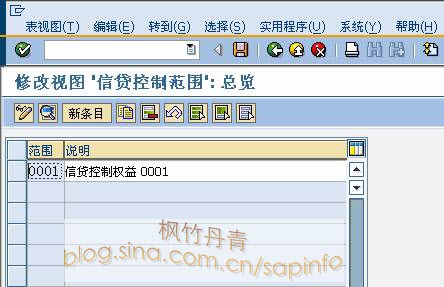 表视图(T) 编辑(E) 转到(G) 选择(S) 实用程序(U) 系统(Y) 帮助(H)
修改视图 '信贷控制范围': 总览
新条目
范围 说明
0001 信贷控制权益 0001
枫竹丹青
blog.sina.com.cn/sapinfo